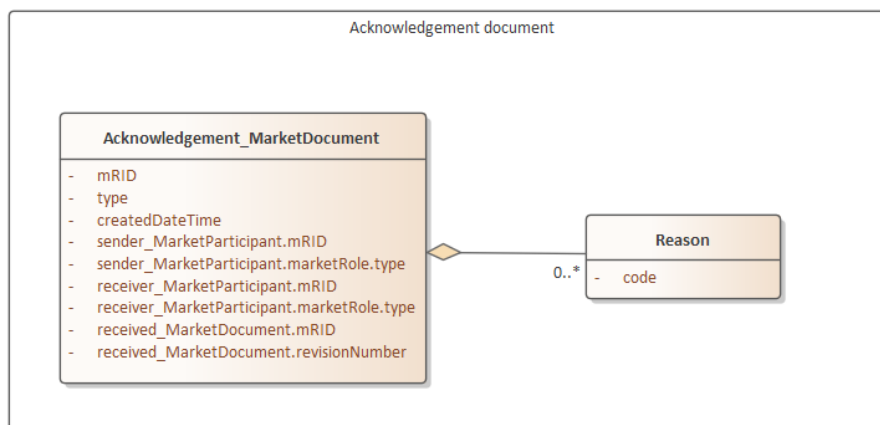 Acknowledgement document
Acknowledgement_MarketDocument
- mRID
- type
- createdDateTime
- sender_MarketParticipant.mRID
- sender_MarketParticipant.marketRole.type
- receiver_MarketParticipant.mRID
- receiver_MarketParticipant.marketRole.type
- received_MarketDocument.mRID
- received_MarketDocument.revisionNumber
0..*
Reason
- code